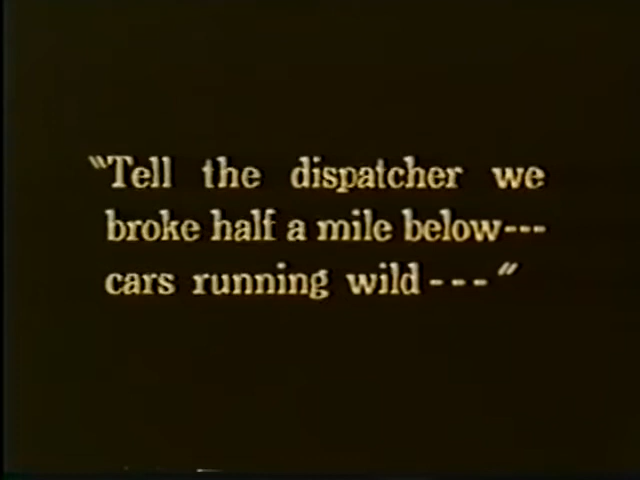 "Tell the dispatcher we
broke half a mile below---
cars running wild---"